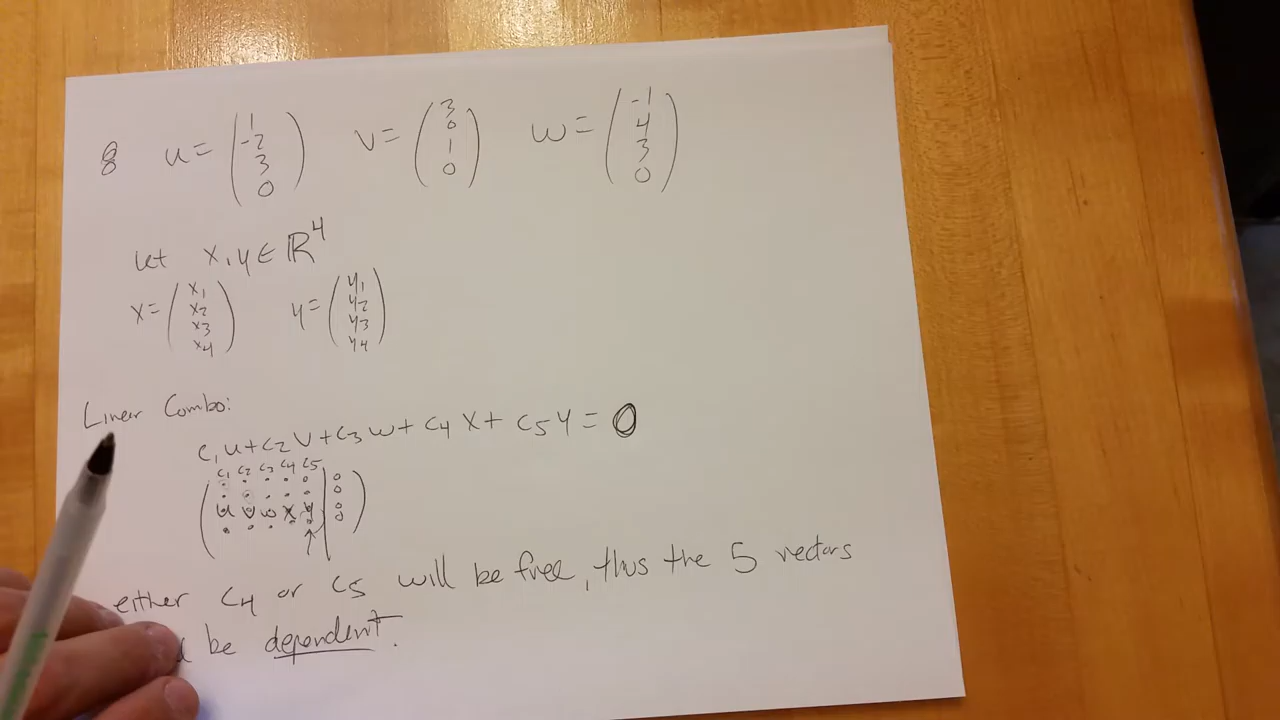 8 u = (1 -2 3 0) v = (3 0 1 0) w = (-1 4 3 0)
Let x, y ∈ ℝ⁴
x = (x₁ x₂ x₃ x₄) y = (y₁ y₂ y₃ y₄)
Linear Combo:
c₁u + c₂v + c₃w + c₄x + c₅y = 0
c₁ c₂ c₃ c₄ c₅
(u v w x y | 0 0 0 0)
either c₄ or c₅ will be free, thus the 5 vectors
be dependent.